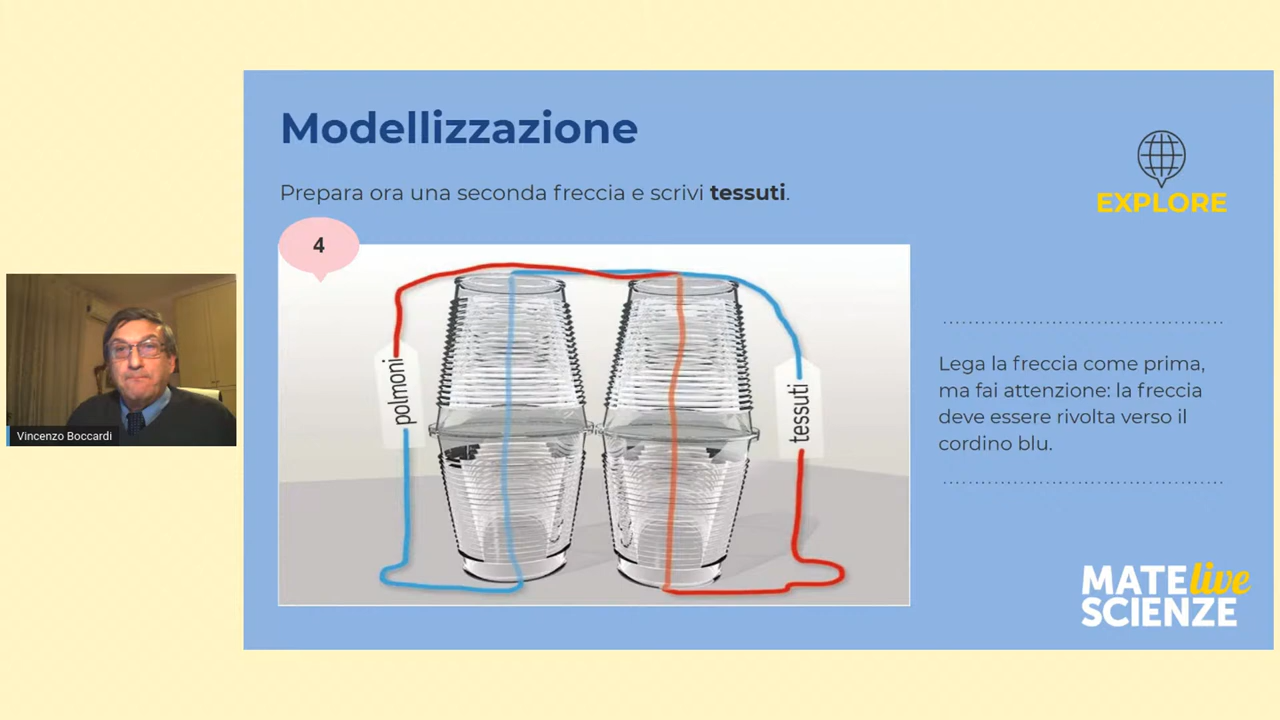 Modellizzazione
Prepara ora una seconda freccia e scrivi tessuti.
EXPLORE
4
polmoni
tessuti
Lega la freccia come prima,
ma fai attenzione: la freccia
deve essere rivolta verso il
cordino blu.
Vincenzo Boccardi
MATE live
SCIENZE